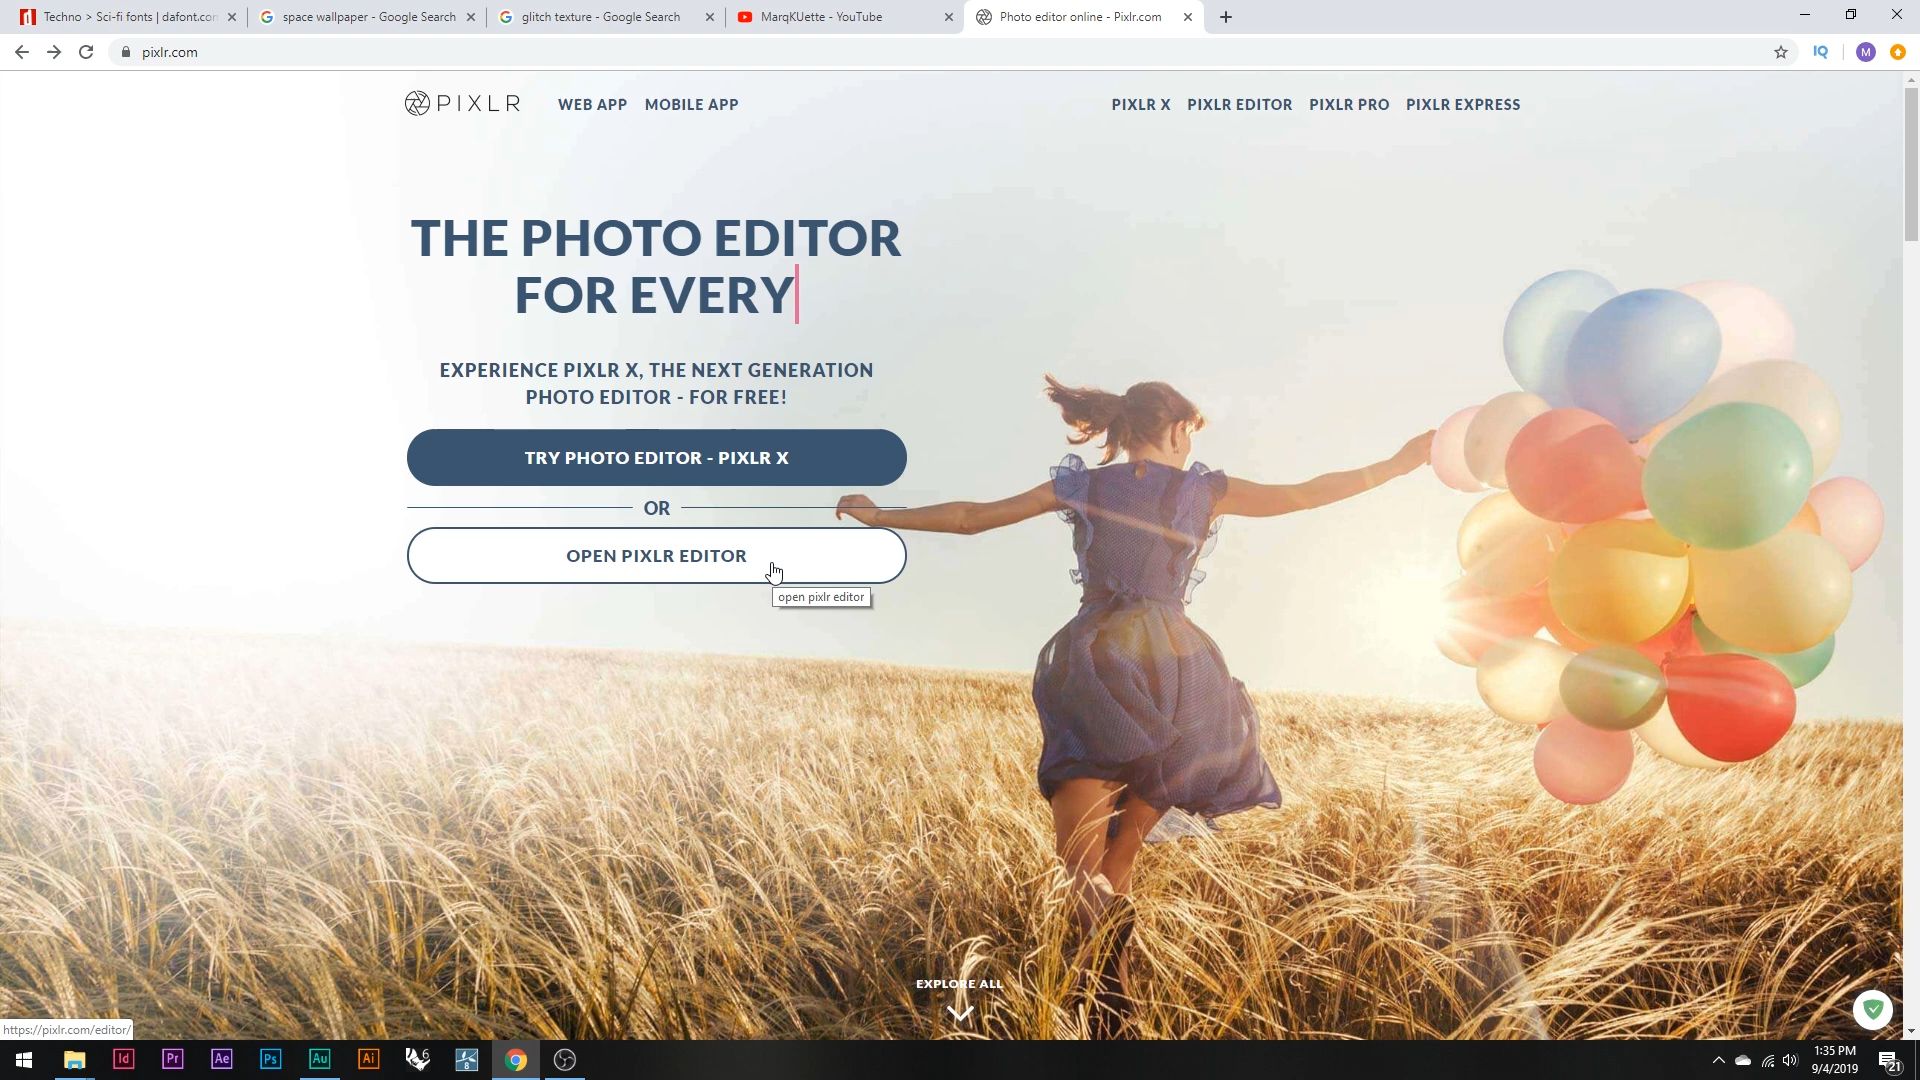 Techno > Sci-fi fonts | dafont.com
space wallpaper - Google Search
glitch texture - Google Search
MarqKUette - YouTube
Photo editor online - Pixlr.com
pixlr.com
IQ
M
PIXLR
WEB APP
MOBILE APP
PIXLR X
PIXLR EDITOR
PIXLR PRO
PIXLR EXPRESS
THE PHOTO EDITOR
FOR EVERY
EXPERIENCE PIXLR X, THE NEXT GENERATION
PHOTO EDITOR - FOR FREE!
TRY PHOTO EDITOR - PIXLR X
OR
OPEN PIXLR EDITOR
open pixlr editor
EXPLORE ALL
https://pixlr.com/editor/
Id
Pr
Ae
Ps
Au
Ai
6
8
1:35 PM
9/4/2019
21